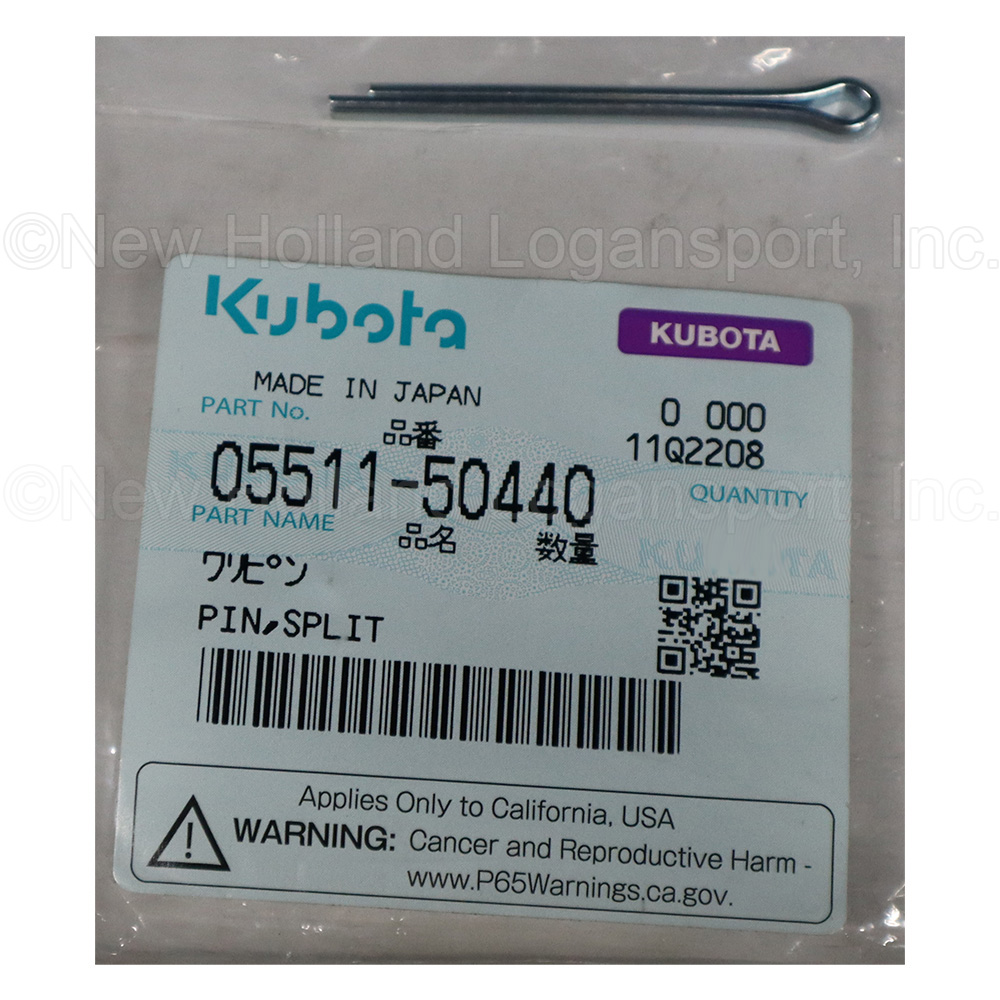 ©New Holland Logansport, Inc.
Kubota
KUBOTA
MADE IN JAPAN
0 000
PART No.
品番
11Q2208
©New Holland Logansport, Inc.
05511-50440
QUANTITY
PART NAME
品名
数量
ワリピン
PIN,SPLIT
Applies Only to California, USA
WARNING: Cancer and Reproductive Harm -
www.P65Warnings.ca.gov.